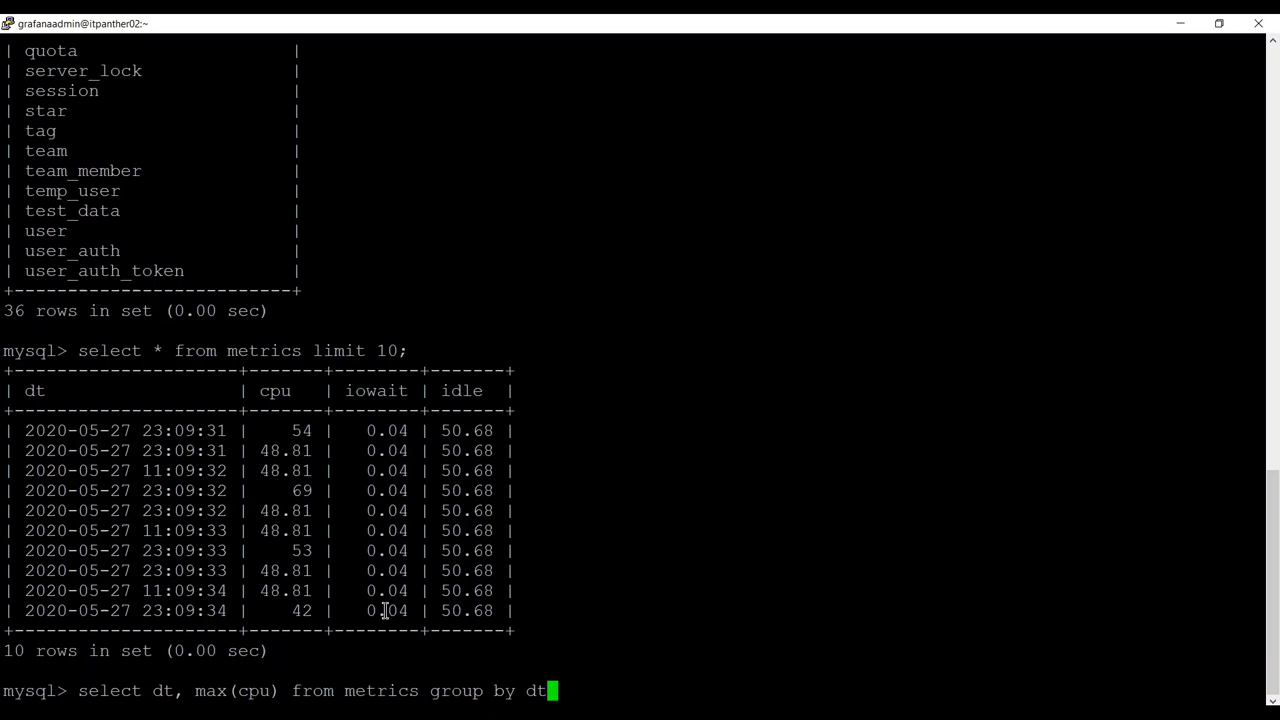 grafanaadmin@itpanther02:~
| quota                   |
| server_lock             |
| session                 |
| star                    |
| tag                     |
| team                    |
| team_member             |
| temp_user               |
| test_data               |
| user                    |
| user_auth               |
| user_auth_token         |
+-------------------------+
36 rows in set (0.00 sec)
mysql> select * from metrics limit 10;
+---------------------+-------+--------+-------+
| dt                  | cpu   | iowait | idle  |
+---------------------+-------+--------+-------+
| 2020-05-27 23:09:31 |    54 |   0.04 | 50.68 |
| 2020-05-27 23:09:31 | 48.81 |   0.04 | 50.68 |
| 2020-05-27 11:09:32 | 48.81 |   0.04 | 50.68 |
| 2020-05-27 23:09:32 |    69 |   0.04 | 50.68 |
| 2020-05-27 23:09:32 | 48.81 |   0.04 | 50.68 |
| 2020-05-27 11:09:33 | 48.81 |   0.04 | 50.68 |
| 2020-05-27 23:09:33 |    53 |   0.04 | 50.68 |
| 2020-05-27 23:09:33 | 48.81 |   0.04 | 50.68 |
| 2020-05-27 11:09:34 | 48.81 |   0.04 | 50.68 |
| 2020-05-27 23:09:34 |    42 |   0.04 | 50.68 |
+---------------------+-------+--------+-------+
10 rows in set (0.00 sec)
mysql> select dt, max(cpu) from metrics group by dt